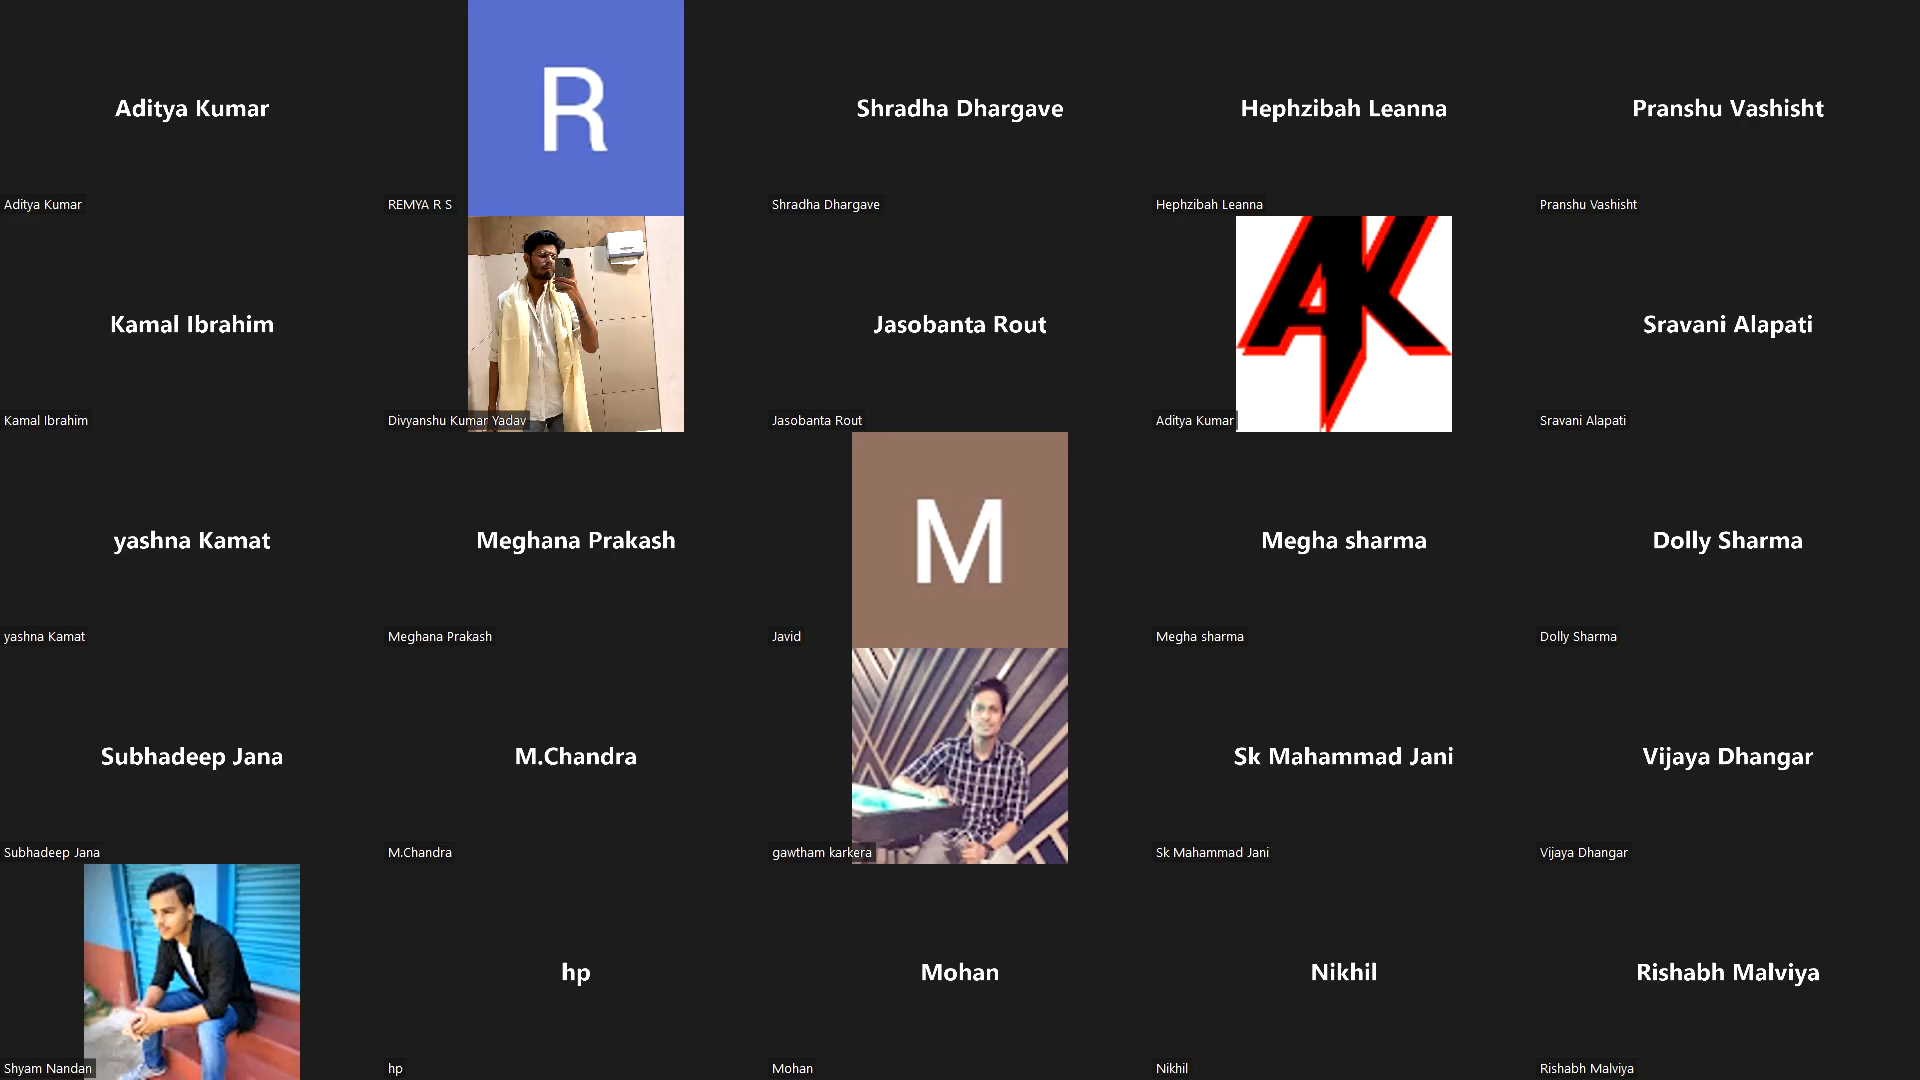 Aditya Kumar
R
Shradha Dhargave
Hephzibah Leanna
Pranshu Vashisht
Aditya Kumar
REMYA R S
Shradha Dhargave
Hephzibah Leanna
Pranshu Vashisht
Kamal Ibrahim
Jasobanta Rout
AK
Sravani Alapati
Kamal Ibrahim
Divyanshu Kumar Yadav
Jasobanta Rout
Aditya Kumar
Sravani Alapati
yashna Kamat
Meghana Prakash
M
Megha sharma
Dolly Sharma
yashna Kamat
Meghana Prakash
Javid
Megha sharma
Dolly Sharma
Subhadeep Jana
M.Chandra
Sk Mahammad Jani
Vijaya Dhangar
Subhadeep Jana
M.Chandra
gawtham karkera
Sk Mahammad Jani
Vijaya Dhangar
hp
Mohan
Nikhil
Rishabh Malviya
Shyam Nandan
hp
Mohan
Nikhil
Rishabh Malviya